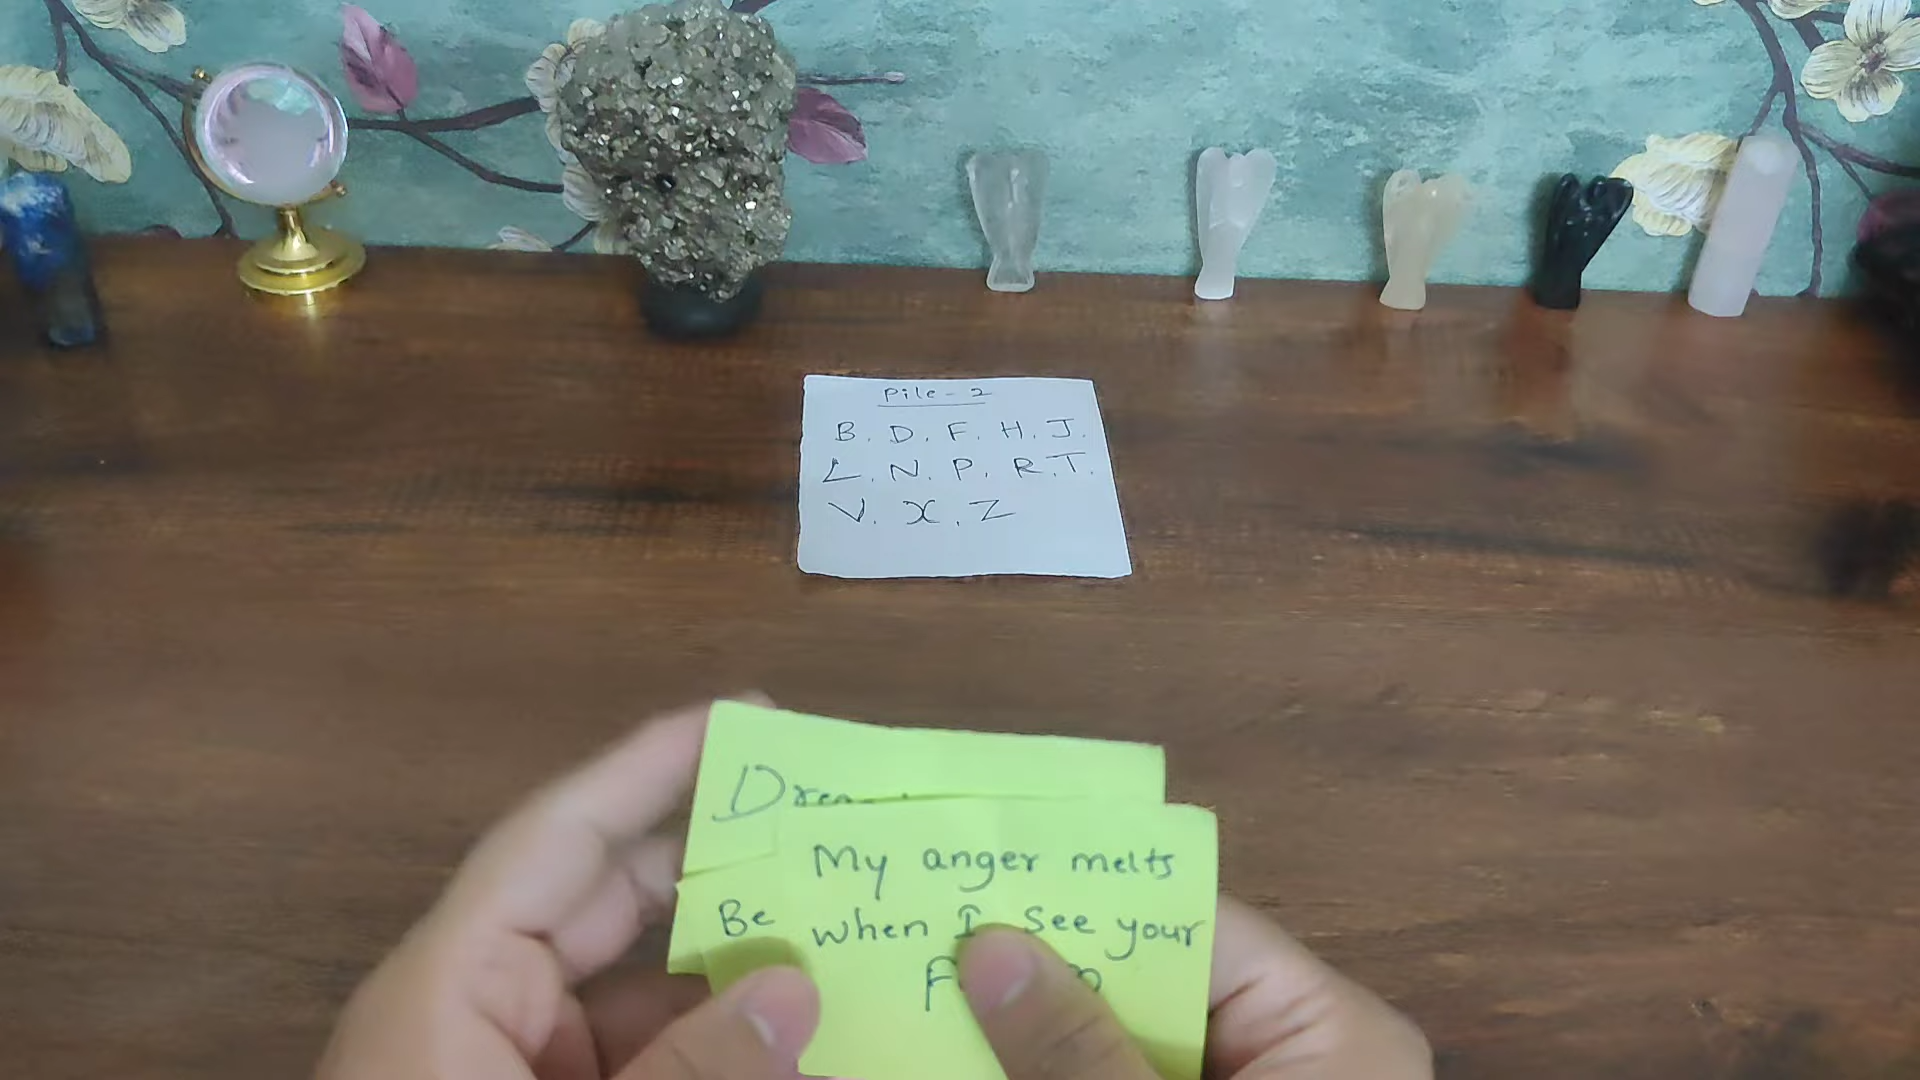 Pile - 2
B. D. F. H. J.
L. N. P. R. T.
V. X. Z
My anger melts
Be
when I see your